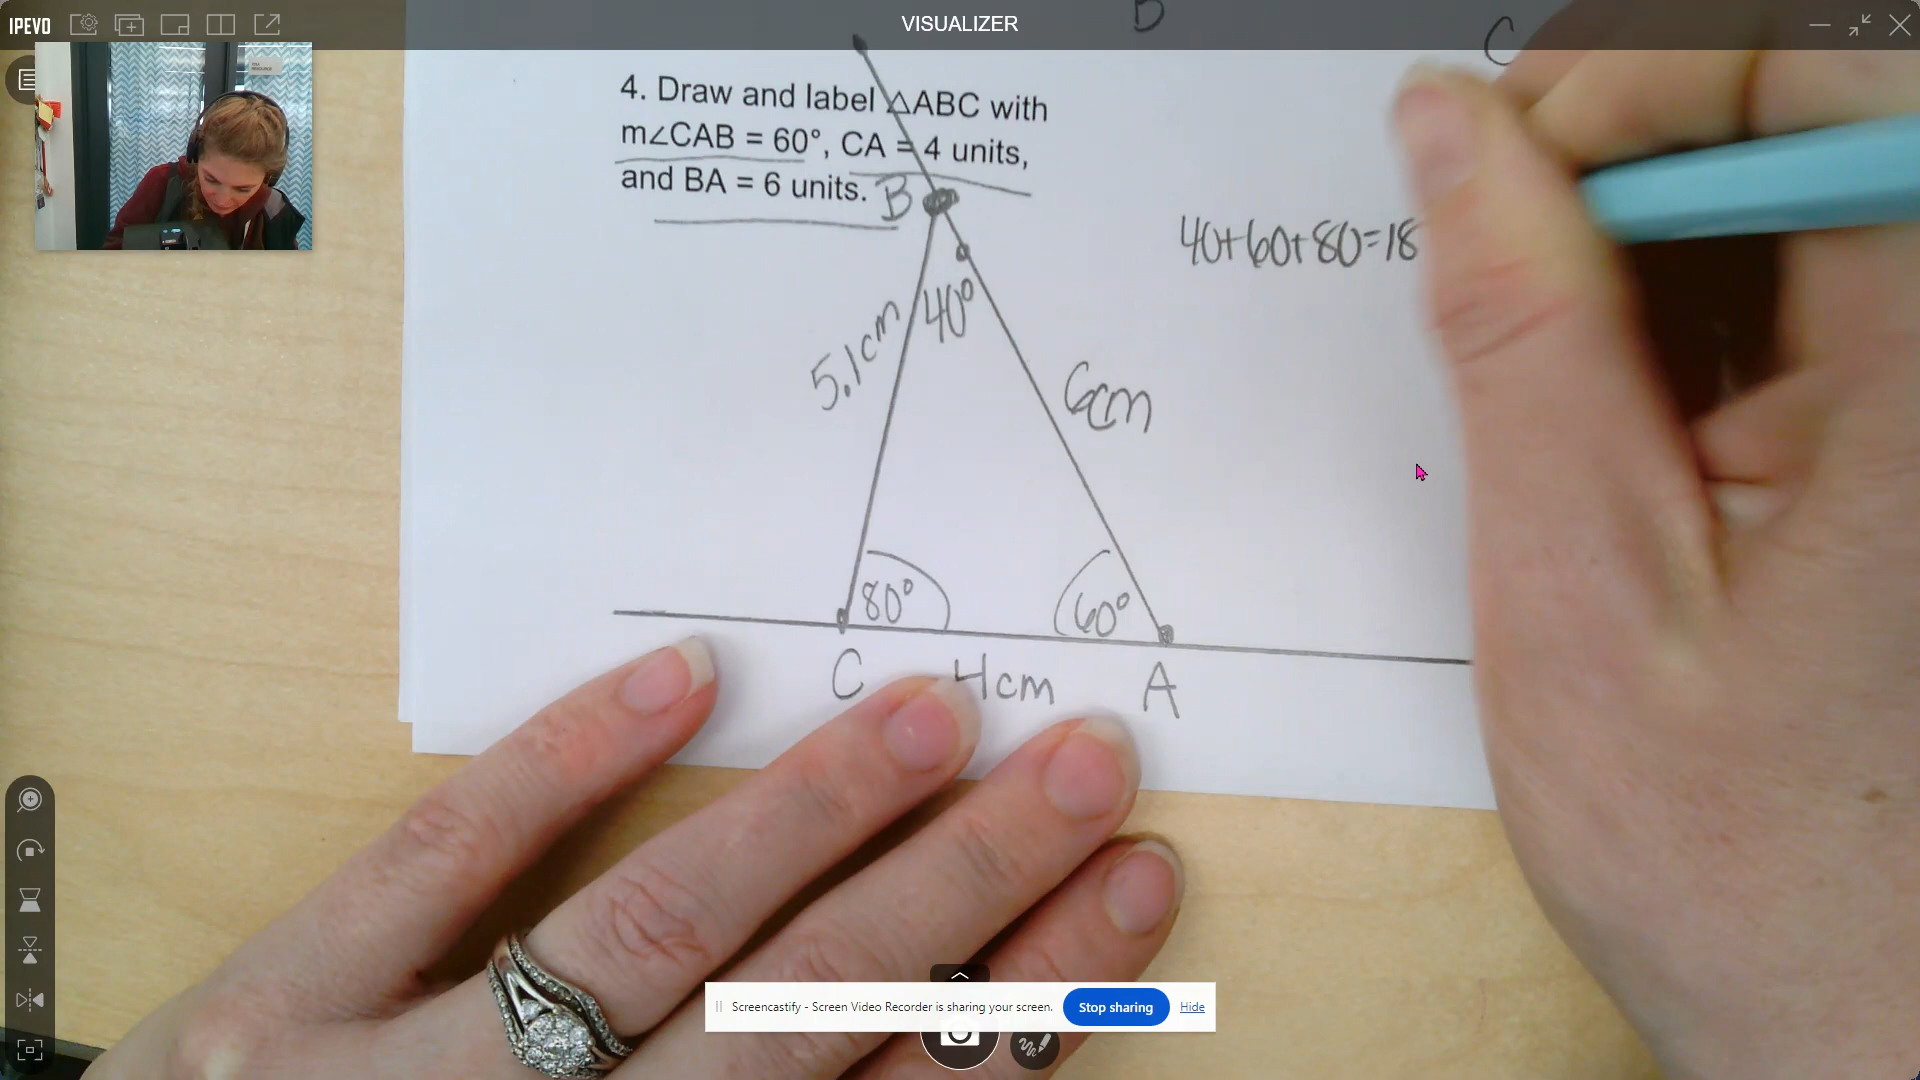 IPEVO
VISUALIZER
B
C
4. Draw and label △ABC with
m∠CAB = 60°, CA = 4 units,
and BA = 6 units.
B
40+60+80=18
40°
5.1cm
6cm
80°
60°
C
4cm
A
Screencastify - Screen Video Recorder is sharing your screen.
Stop sharing
Hide